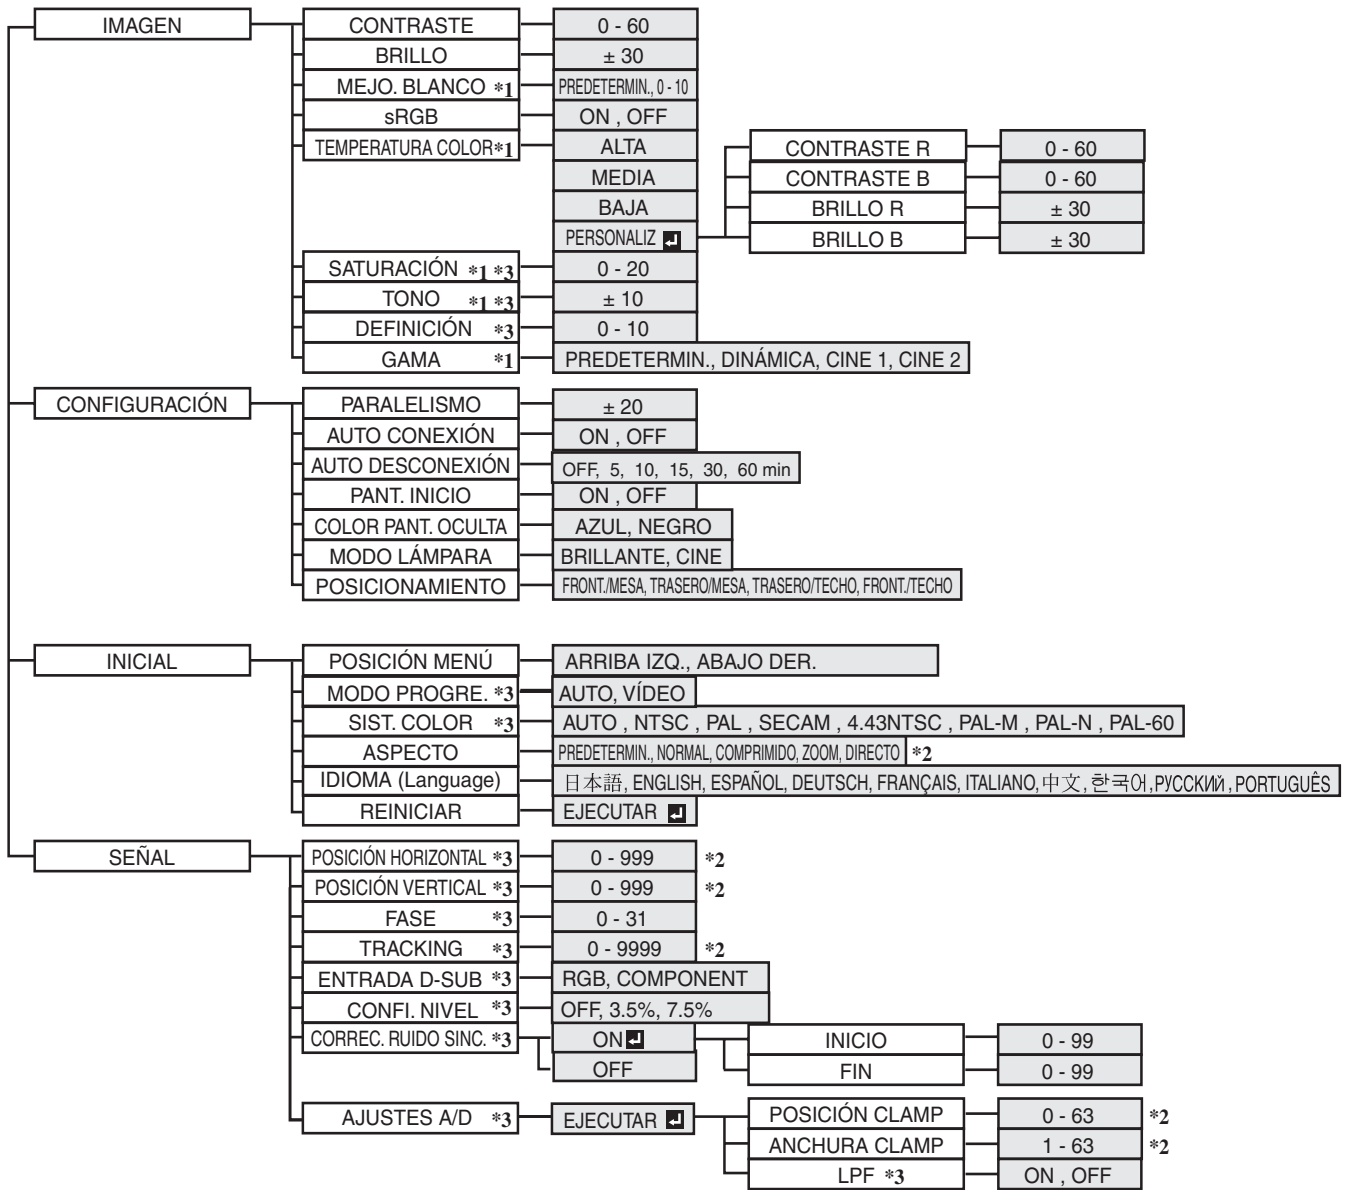 IMAGEN
CONTRASTE 0 - 60
BRILLO ± 30
MEJO. BLANCO *1 PREDETERMIN., 0 - 10
sRGB ON , OFF
TEMPERATURA COLOR*1 ALTA
MEDIA
BAJA
PERSONALIZ
CONTRASTE R 0 - 60
CONTRASTE B 0 - 60
BRILLO R ± 30
BRILLO B ± 30
SATURACIÓN *1 *3 0 - 20
TONO *1 *3 ± 10
DEFINICIÓN *3 0 - 10
GAMA *1 PREDETERMIN., DINÁMICA, CINE 1, CINE 2
CONFIGURACIÓN
PARALELISMO ± 20
AUTO CONEXIÓN ON , OFF
AUTO DESCONEXIÓN OFF, 5, 10, 15, 30, 60 min
PANT. INICIO ON , OFF
COLOR PANT. OCULTA AZUL, NEGRO
MODO LÁMPARA BRILLANTE, CINE
POSICIONAMIENTO FRONT./MESA, TRASERO/MESA, TRASERO/TECHO, FRONT./TECHO
INICIAL
POSICIÓN MENÚ ARRIBA IZQ., ABAJO DER.
MODO PROGRE. *3 AUTO, VÍDEO
SIST. COLOR *3 AUTO , NTSC , PAL , SECAM , 4.43NTSC , PAL-M , PAL-N , PAL-60
ASPECTO PREDETERMIN., NORMAL, COMPRIMIDO, ZOOM, DIRECTO *2
IDIOMA (Language) 日本語, ENGLISH, ESPAÑOL, DEUTSCH, FRANÇAIS, ITALIANO, 中文, 한국어, РУССКИЙ , PORTUGUÊS
REINICIAR EJECUTAR
SEÑAL
POSICIÓN HORIZONTAL *3 0 - 999 *2
POSICIÓN VERTICAL *3 0 - 999 *2
FASE *3 0 - 31
TRACKING *3 0 - 9999 *2
ENTRADA D-SUB *3 RGB, COMPONENT
CONFI. NIVEL *3 OFF, 3.5%, 7.5%
CORREC. RUIDO SINC. *3 ON
OFF
INICIO 0 - 99
FIN 0 - 99
AJUSTES A/D *3 EJECUTAR
POSICIÓN CLAMP 0 - 63 *2
ANCHURA CLAMP 1 - 63 *2
LPF *3 ON , OFF